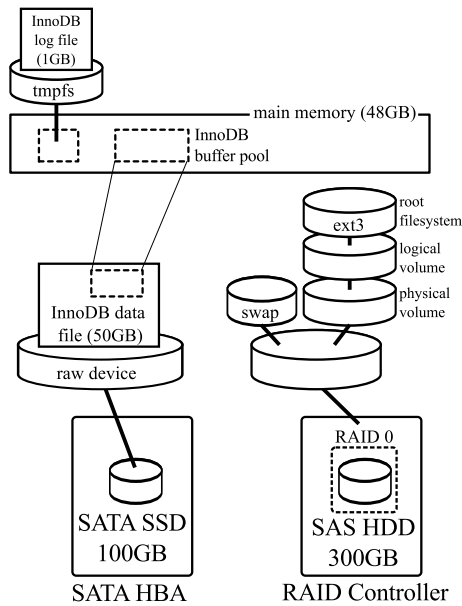 InnoDB
log file
(1GB)
tmpfs
main memory (48GB)
InnoDB
buffer pool
root
filesystem
ext3
logical
volume
physical
volume
swap
InnoDB data
file (50GB)
raw device
RAID 0
SATA SSD
100GB
SAS HDD
300GB
SATA HBA
RAID Controller